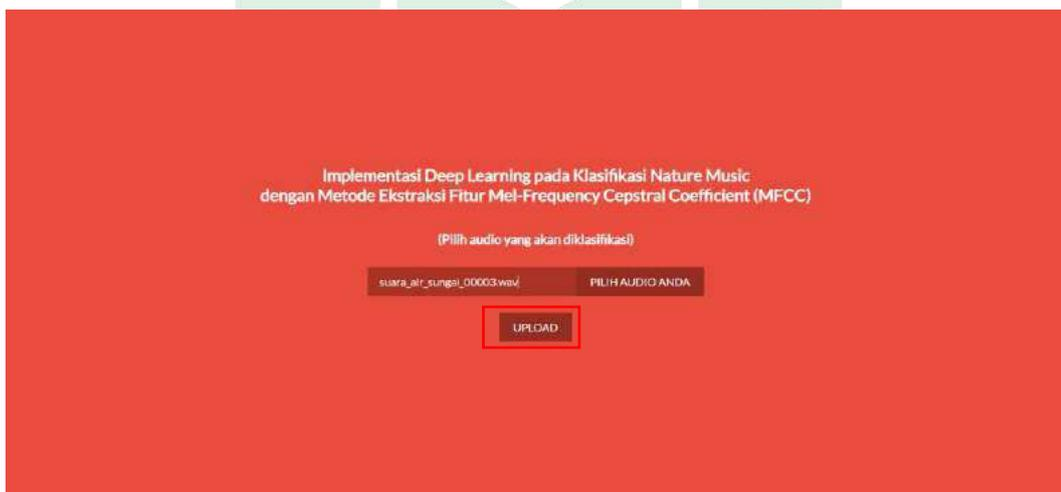 Implementasi Deep Learning pada Klasifikasi Nature Music
dengan Metode Ekstraksi Fitur Mel-Frequency Cepstral Coefficient (MFCC)
(Pilih audio yang akan diklasifikasi)
suara_air_sungai_00003.wav PILIH AUDIO ANDA
UPLOAD